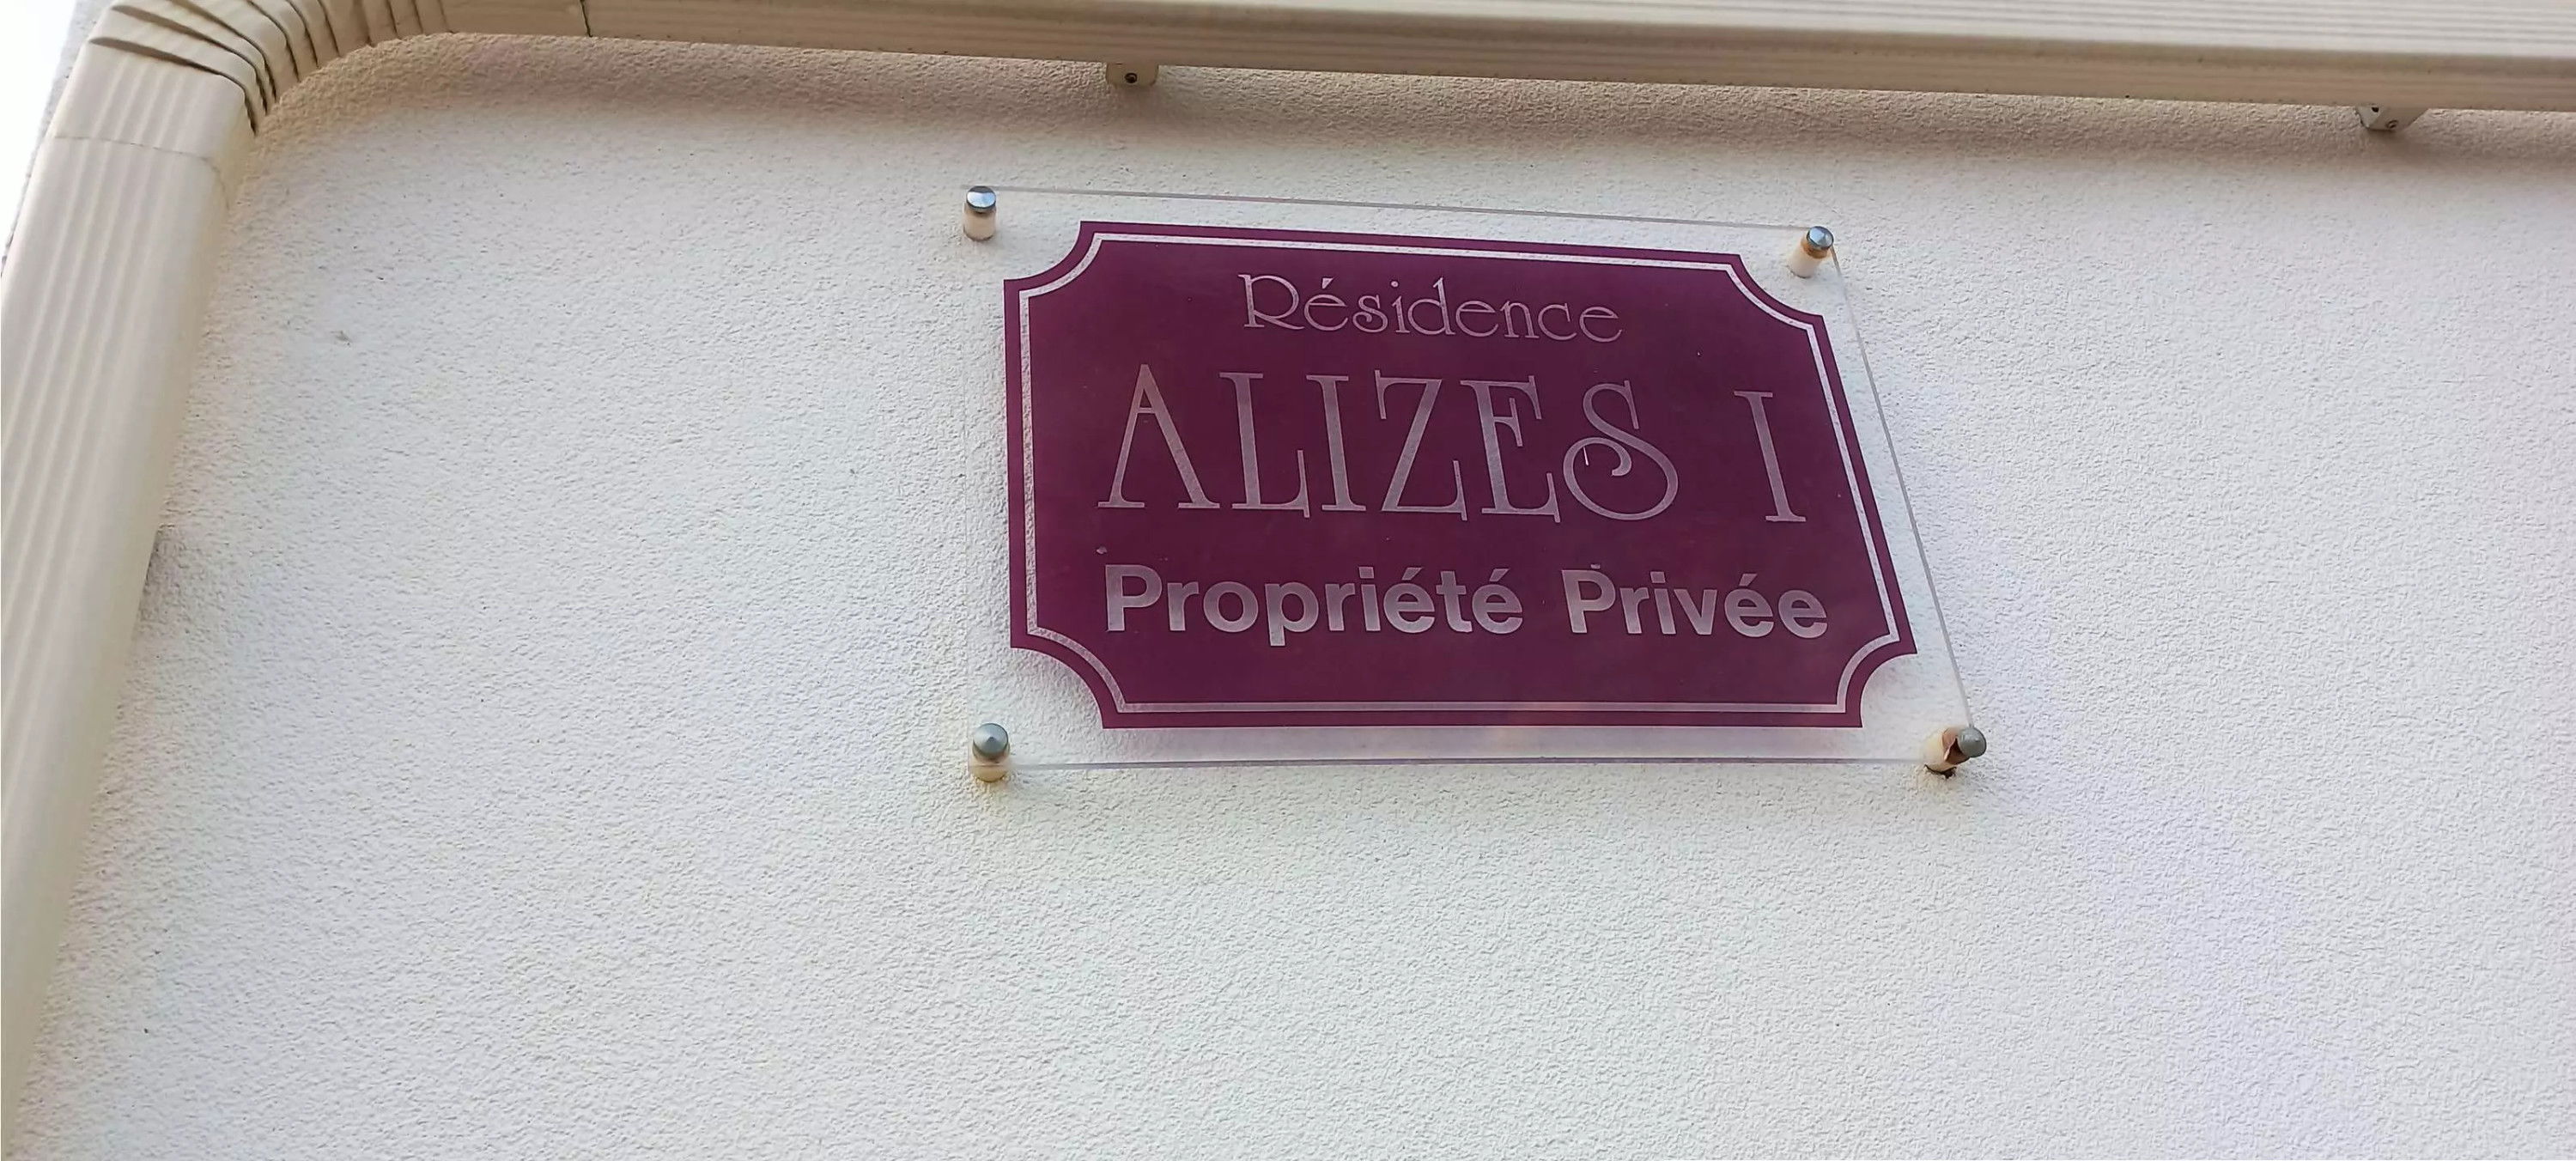 Résidence
ALIZES I
Propriété Privée